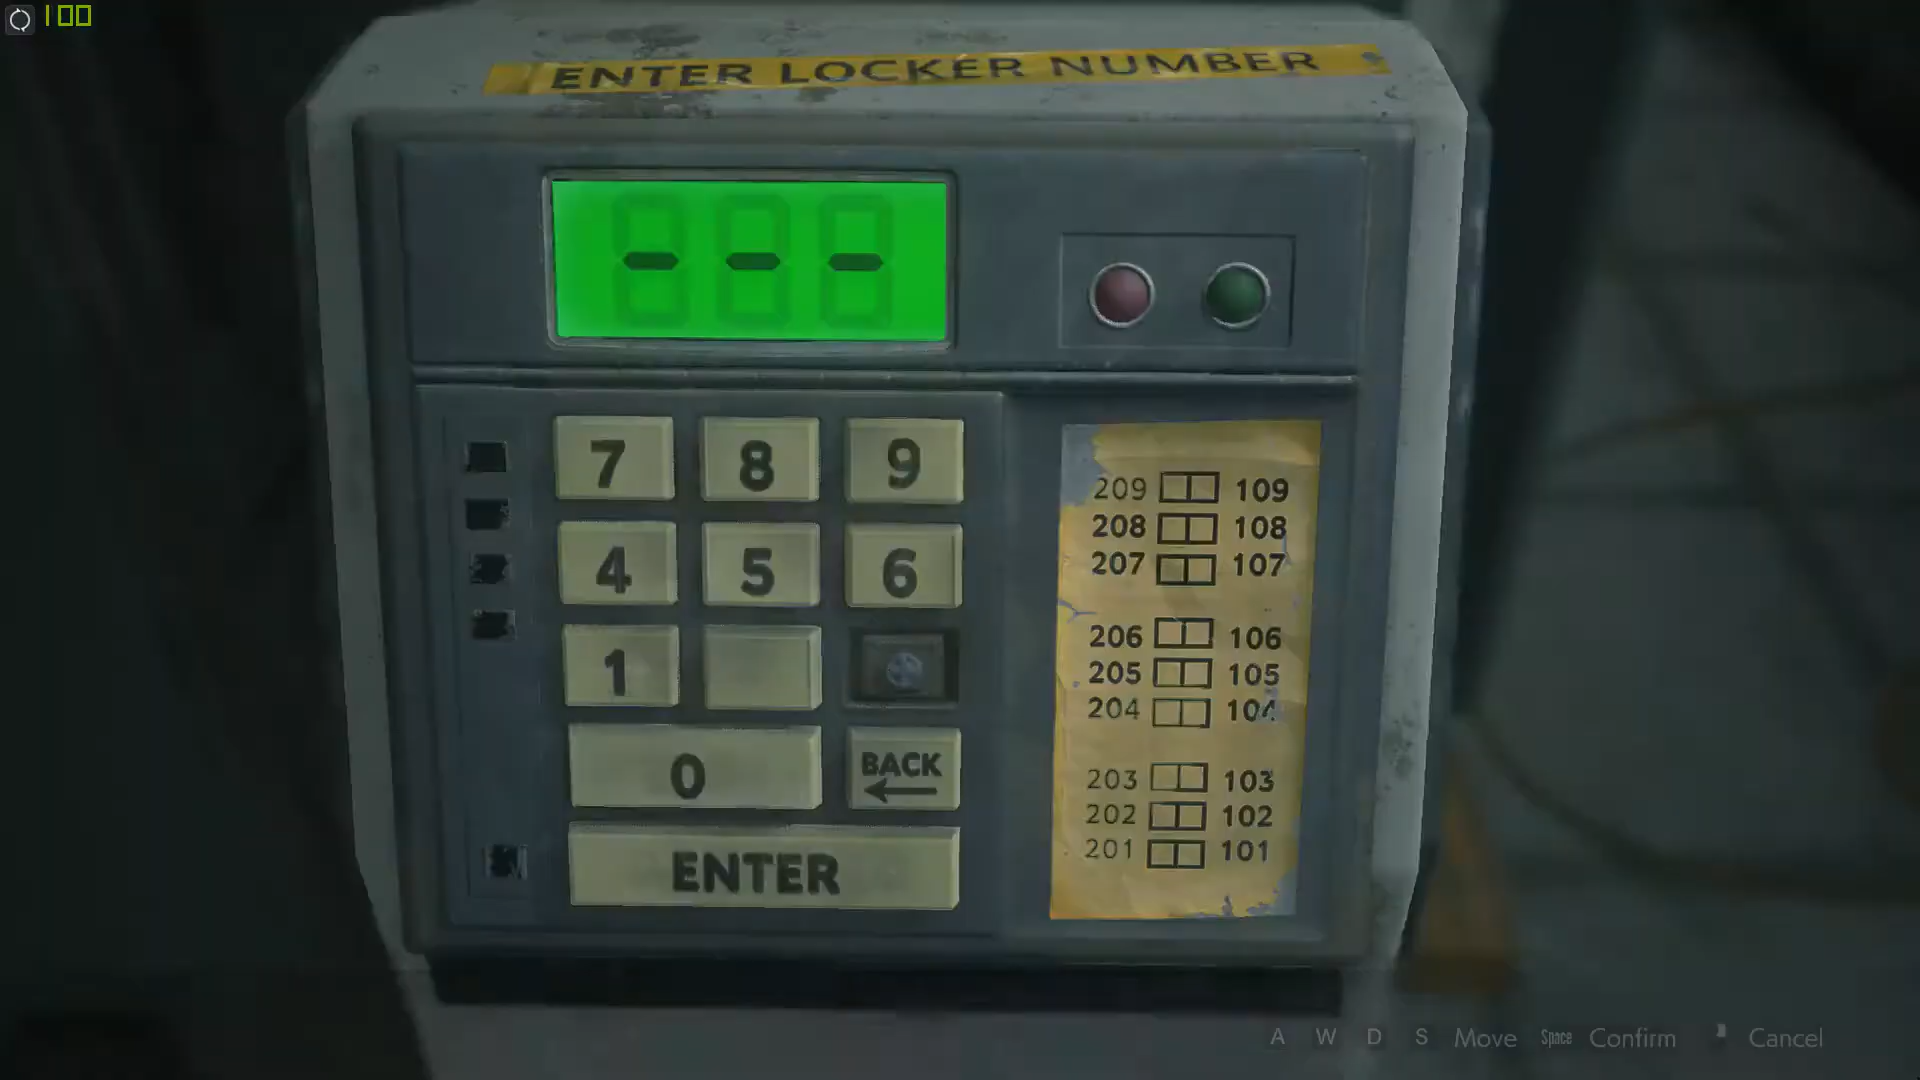 100
ENTER LOCKER NUMBER
- - -
7 8 9
4 5 6
1
0 BACK
ENTER
209 109
208 108
207 107
206 106
205 105
204 104
203 103
202 102
201 101
A W D S Move Space Confirm Cancel